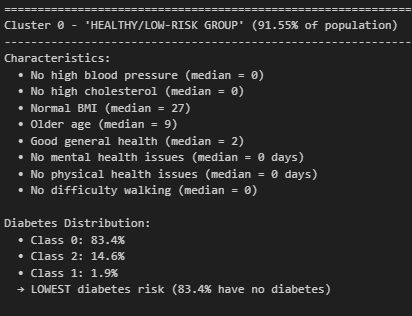 ================================================================
Cluster 0 - 'HEALTHY/LOW-RISK GROUP' (91.55% of population)
----------------------------------------------------------------
Characteristics:
• No high blood pressure (median = 0)
• No high cholesterol (median = 0)
• Normal BMI (median = 27)
• Older age (median = 9)
• Good general health (median = 2)
• No mental health issues (median = 0 days)
• No physical health issues (median = 0 days)
• No difficulty walking (median = 0)
Diabetes Distribution:
• Class 0: 83.4%
• Class 2: 14.6%
• Class 1: 1.9%
→ LOWEST diabetes risk (83.4% have no diabetes)